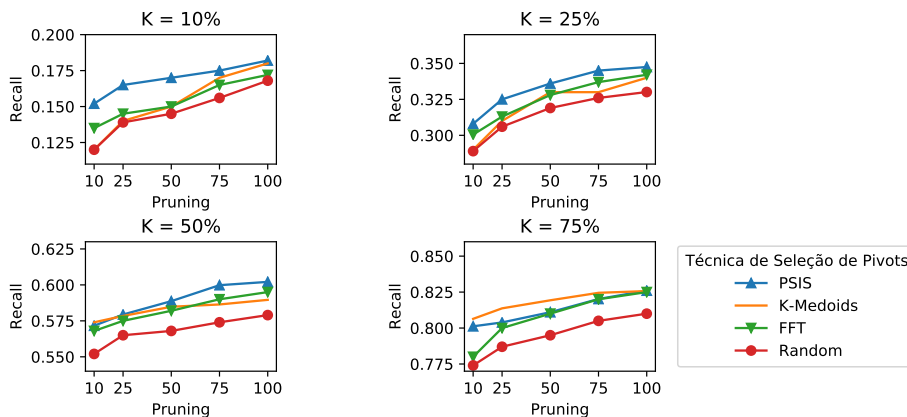 K = 10%
Recall
0.200
0.175
0.150
0.125
10 25 50 75 100
Pruning
K = 25%
Recall
0.350
0.325
0.300
10 25 50 75 100
Pruning
K = 50%
Recall
0.625
0.600
0.575
0.550
10 25 50 75 100
Pruning
K = 75%
Recall
0.850
0.825
0.800
0.775
10 25 50 75 100
Pruning
Técnica de Seleção de Pivots
PSIS
K-Medoids
FFT
Random